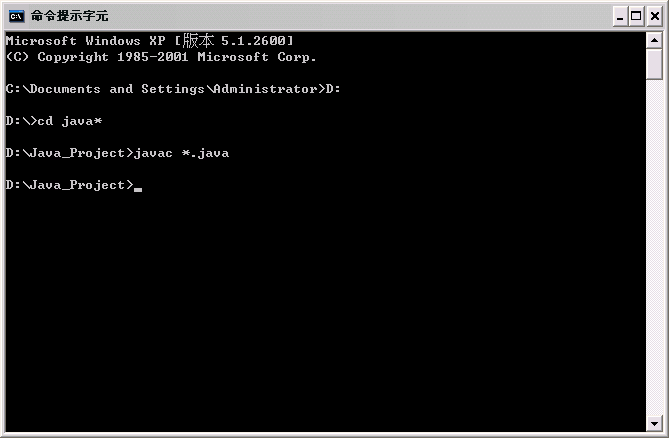 命令提示字元
Microsoft Windows XP [版本 5.1.2600]
(C) Copyright 1985-2001 Microsoft Corp.
C:\Documents and Settings\Administrator>D:
D:\>cd java*
D:\Java_Project>javac *.java
D:\Java_Project>_